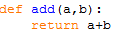 def add(a,b):
    return a+b